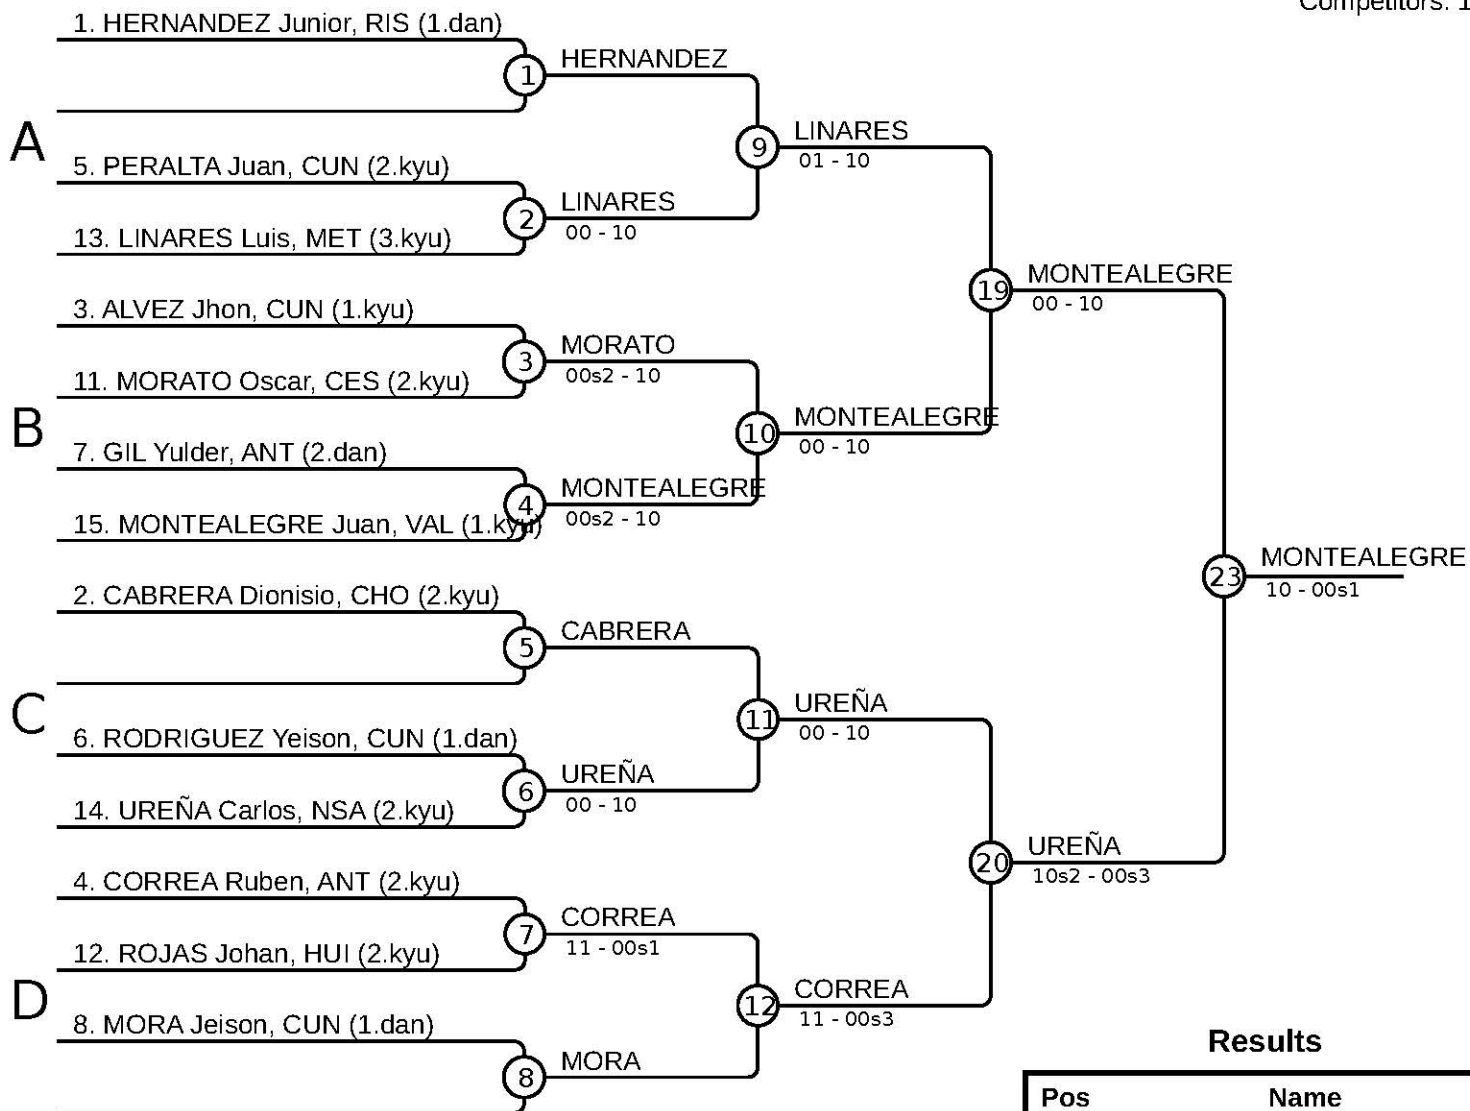 Competitors: 1
1. HERNANDEZ Junior, RIS (1.dan)
1
HERNANDEZ
A
9
LINARES
01 - 10
5. PERALTA Juan, CUN (2.kyu)
2
LINARES
00 - 10
13. LINARES Luis, MET (3.kyu)
19
MONTEALEGRE
00 - 10
3. ALVEZ Jhon, CUN (1.kyu)
3
MORATO
00s2 - 10
11. MORATO Oscar, CES (2.kyu)
B
10
MONTEALEGRE
00 - 10
7. GIL Yulder, ANT (2.dan)
4
MONTEALEGRE
00s2 - 10
15. MONTEALEGRE Juan, VAL (1.kyu)
23
MONTEALEGRE
10 - 00s1
2. CABRERA Dionisio, CHO (2.kyu)
5
CABRERA
C
11
UREÑA
00 - 10
6. RODRIGUEZ Yeison, CUN (1.dan)
6
UREÑA
00 - 10
14. UREÑA Carlos, NSA (2.kyu)
20
UREÑA
10s2 - 00s3
4. CORREA Ruben, ANT (2.kyu)
7
CORREA
11 - 00s1
12. ROJAS Johan, HUI (2.kyu)
D
12
CORREA
11 - 00s3
8. MORA Jeison, CUN (1.dan)
8
MORA
Results
Pos Name